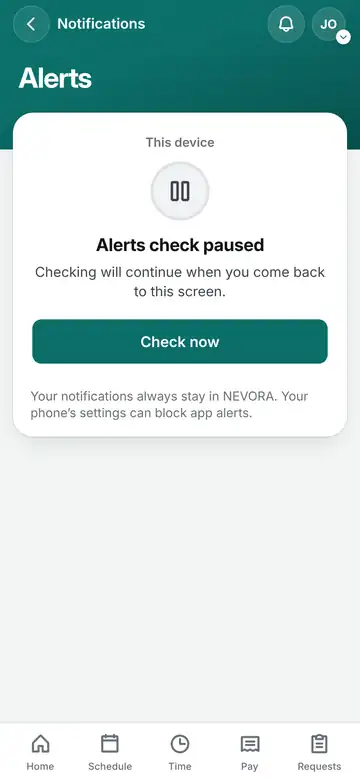 Notifications
JO
Alerts
This device
Alerts check paused
Checking will continue when you come back
to this screen.
Check now
Your notifications always stay in NEVORA. Your
phone’s settings can block app alerts.
Home
Schedule
Time
Pay
Requests